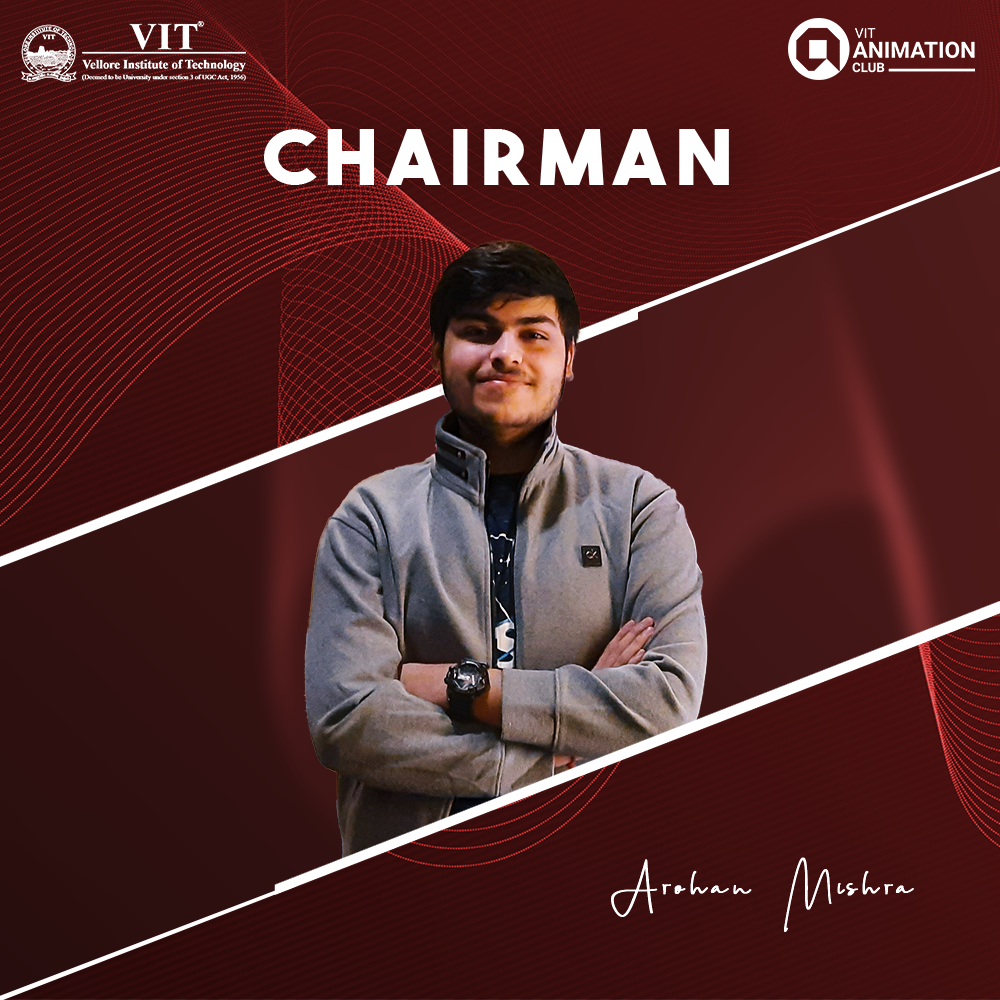 VIT®
Vellore Institute of Technology
(Deemed to be University under section 3 of UGC Act, 1956)
VIT
ANIMATION
CLUB
CHAIRMAN
Arohan Mishra